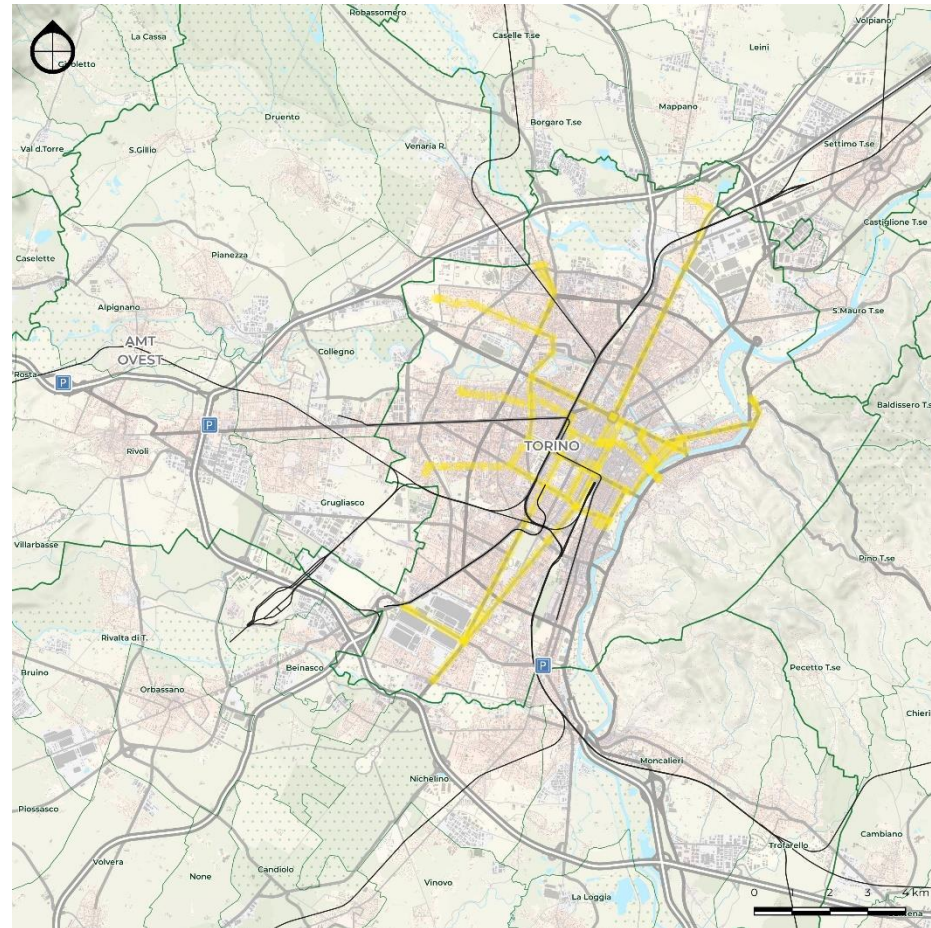 Robassomero
Volpiano
La Cassa
Caselle T.se
Leinì
Givoletto
Mappano
Druento
Borgaro T.se
Val d.Torre
S.Gillio
Venaria R.
Settimo T.se
Castiglione T.se
Caselette
Pianezza
Alpignano
S.Mauro T.se
AMT
OVEST
Collegno
Rosta
P
Baldissero T.s
P
TORINO
Rivoli
Grugliasco
Villarbasse
Pino T.se
Rivalta di T.
Bruino
Beinasco
P
Pecetto T.se
Orbassano
Chieri
Moncalieri
Nichelino
Piossasco
Cambiano
Trofarello
Volvera
None
Candiolo
Vinovo
0 1 2 3 4 km
La Loggia